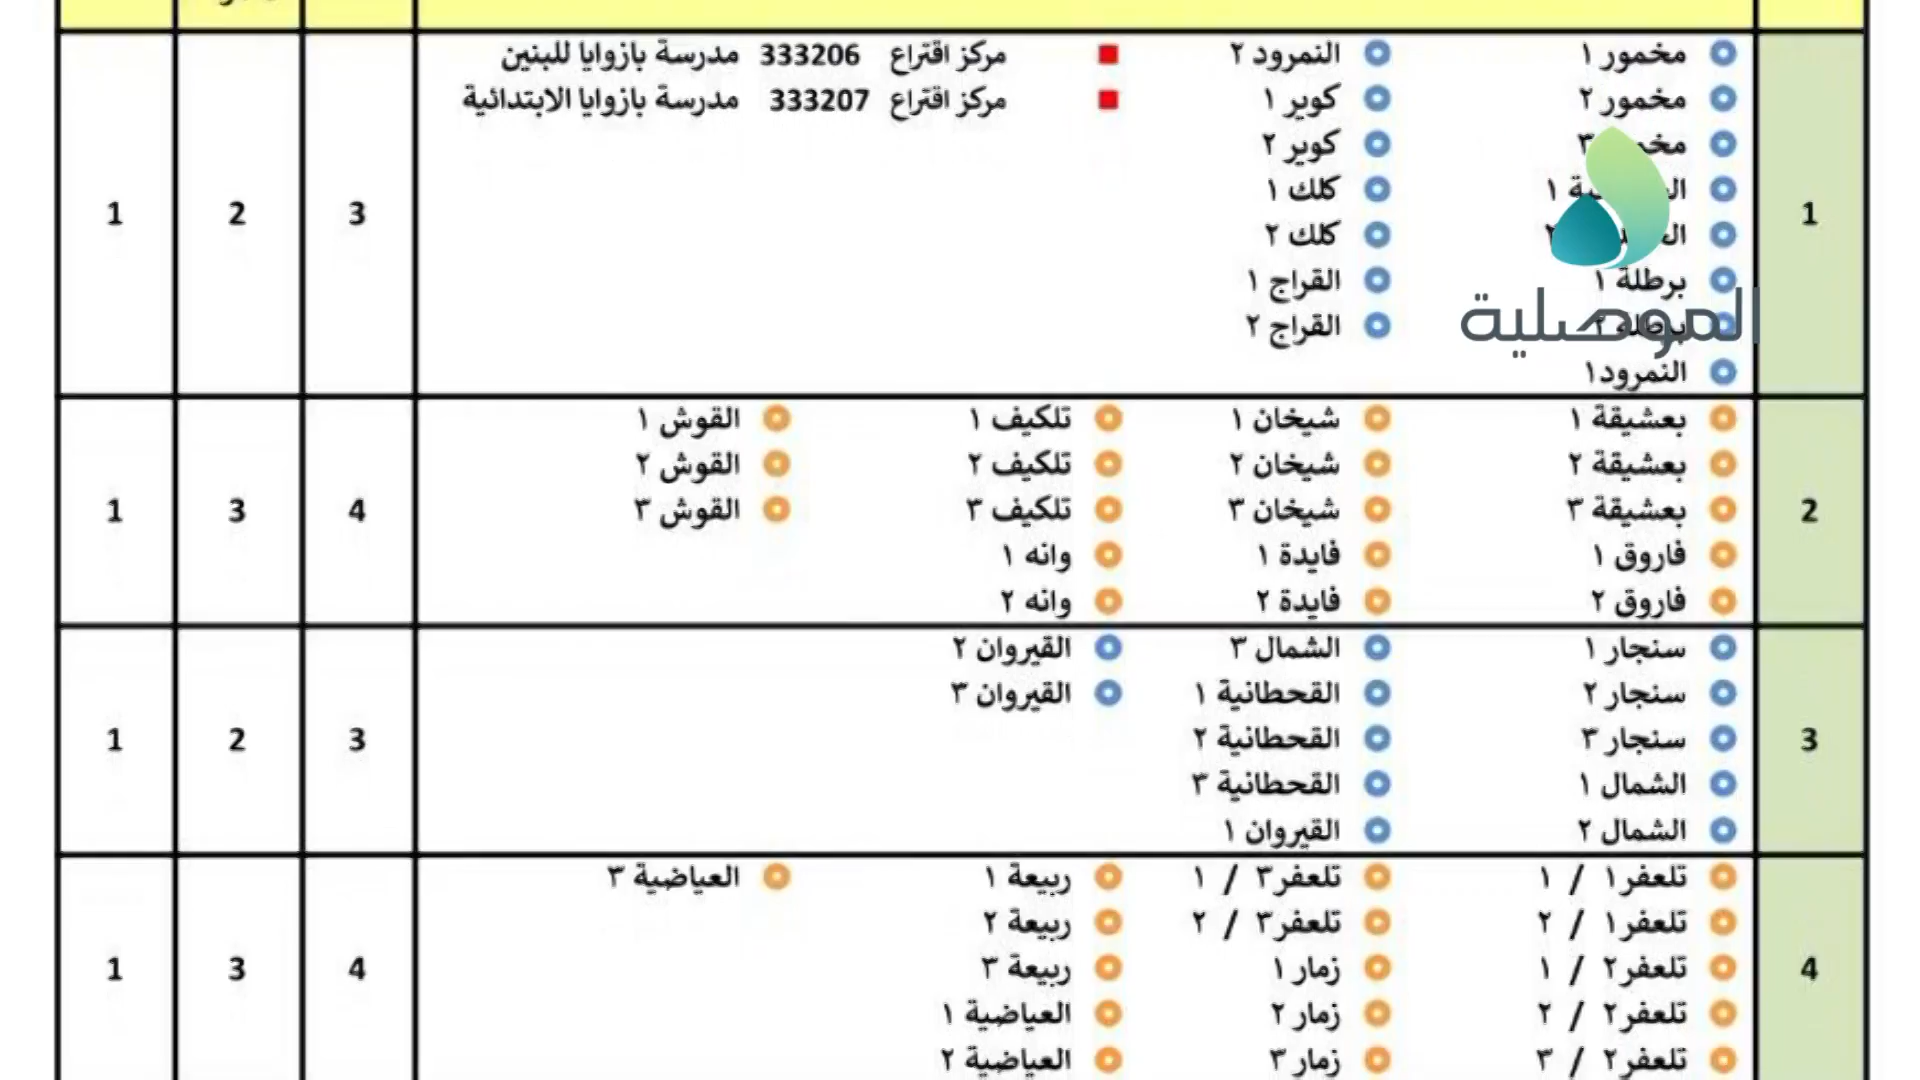 1
مخمور ١ النمرود ٢ مركز اقتراع 333206 مدرسة بازوايا للبنين
مخمور ٢ كوير ١ مركز اقتراع 333207 مدرسة بازوايا الابتدائية
٣ كوير ٢
١ كلك ١
٢ كلك ٢
برطلة ١ القراج ١
برطلة ٢ القراج ٢
النمرود١
3 2 1
الموصلية
2
بعشيقة ١ شيخان ١ تلكيف ١ القوش ١
بعشيقة ٢ شيخان ٢ تلكيف ٢ القوش ٢
بعشيقة ٣ شيخان ٣ تلكيف ٣ القوش ٣
فاروق ١ فايدة ١ وانه ١
فاروق ٢ فايدة ٢ وانه ٢
4 3 1
3
سنجار ١ الشمال ٣ القيروان ٢
سنجار ٢ القحطانية ١ القيروان ٣
سنجار ٣ القحطانية ٢
الشمال ١ القحطانية ٣
الشمال ٢ القيروان ١
3 2 1
4
تلعفر١ / ١ تلعفر٣ / ١ ربيعة ١ العياضية ٣
تلعفر١ / ٢ تلعفر٣ / ٢ ربيعة ٢
تلعفر٢ / ١ زمار ١ ربيعة ٣
تلعفر٢ / ٢ زمار ٢ العياضية ١
تلعفر٢ / ٣ زمار ٣ العياضية ٢
4 3 1